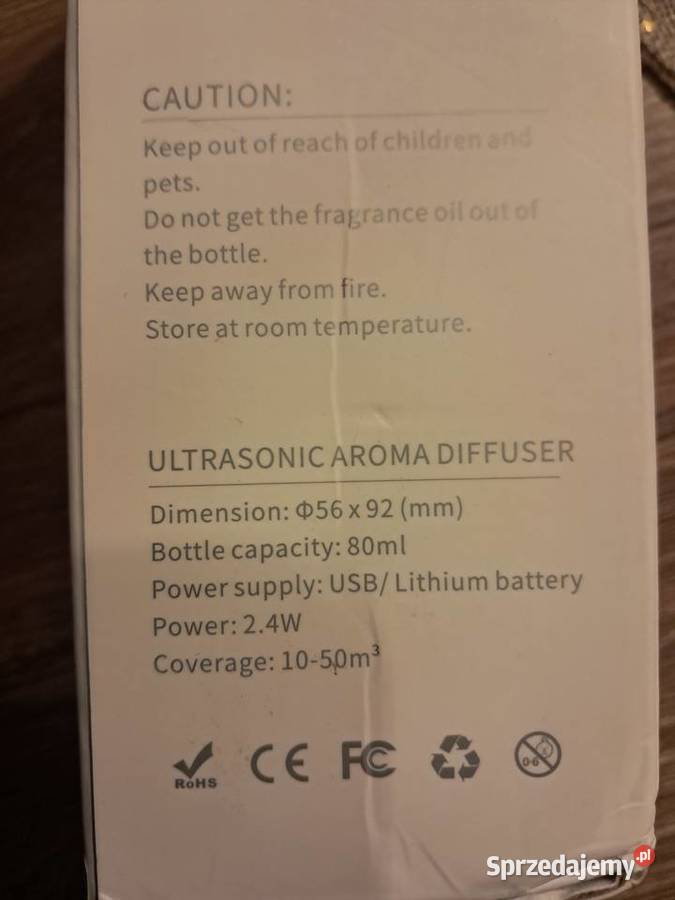 CAUTION:
Keep out of reach of children and
pets.
Do not get the fragrance oil out of
the bottle.
Keep away from fire.
Store at room temperature.
ULTRASONIC AROMA DIFFUSER
Dimension: Φ56 x 92 (mm)
Bottle capacity: 80ml
Power supply: USB/ Lithium battery
Power: 2.4W
Coverage: 10-50m³
RoHS CE FC 0-6
Sprzedajemy.pl